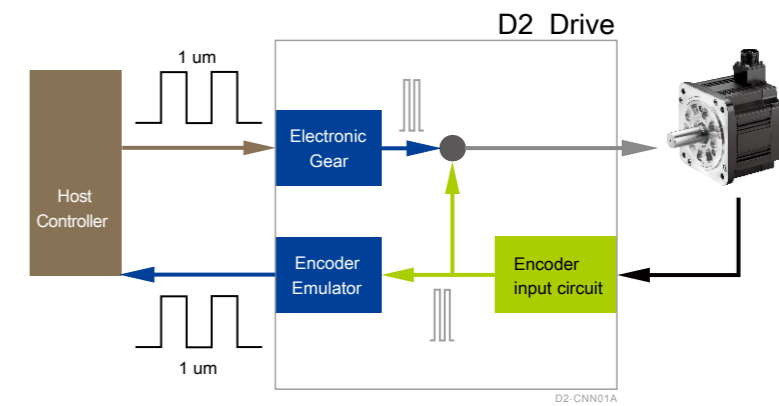 D2 Drive
1 um
Electronic
Gear
Host
Controller
Encoder
Emulator
Encoder
input circuit
1 um
D2-CNN01A